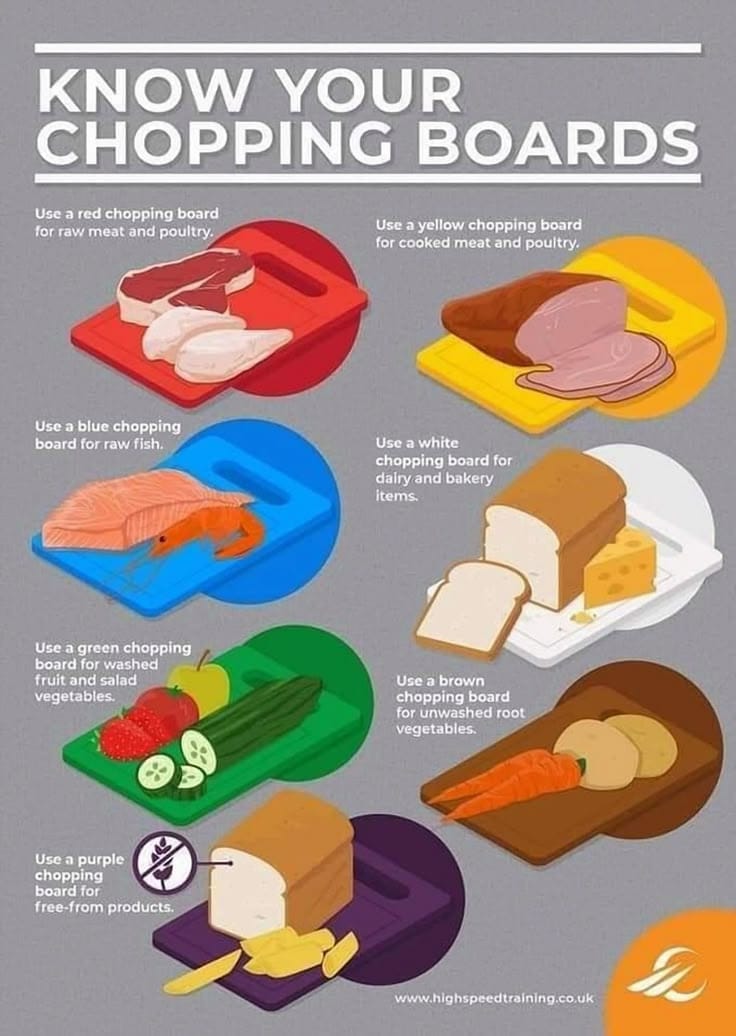 KNOW YOUR
CHOPPING BOARDS
Use a red chopping board
for raw meat and poultry.
Use a yellow chopping board
for cooked meat and poultry.
Use a blue chopping
board for raw fish.
Use a white
chopping board for
dairy and bakery
items.
Use a green chopping
board for washed
fruit and salad
vegetables.
Use a brown
chopping board
for unwashed root
vegetables.
Use a purple
chopping
board for
free-from products.
www.highspeedtraining.co.uk